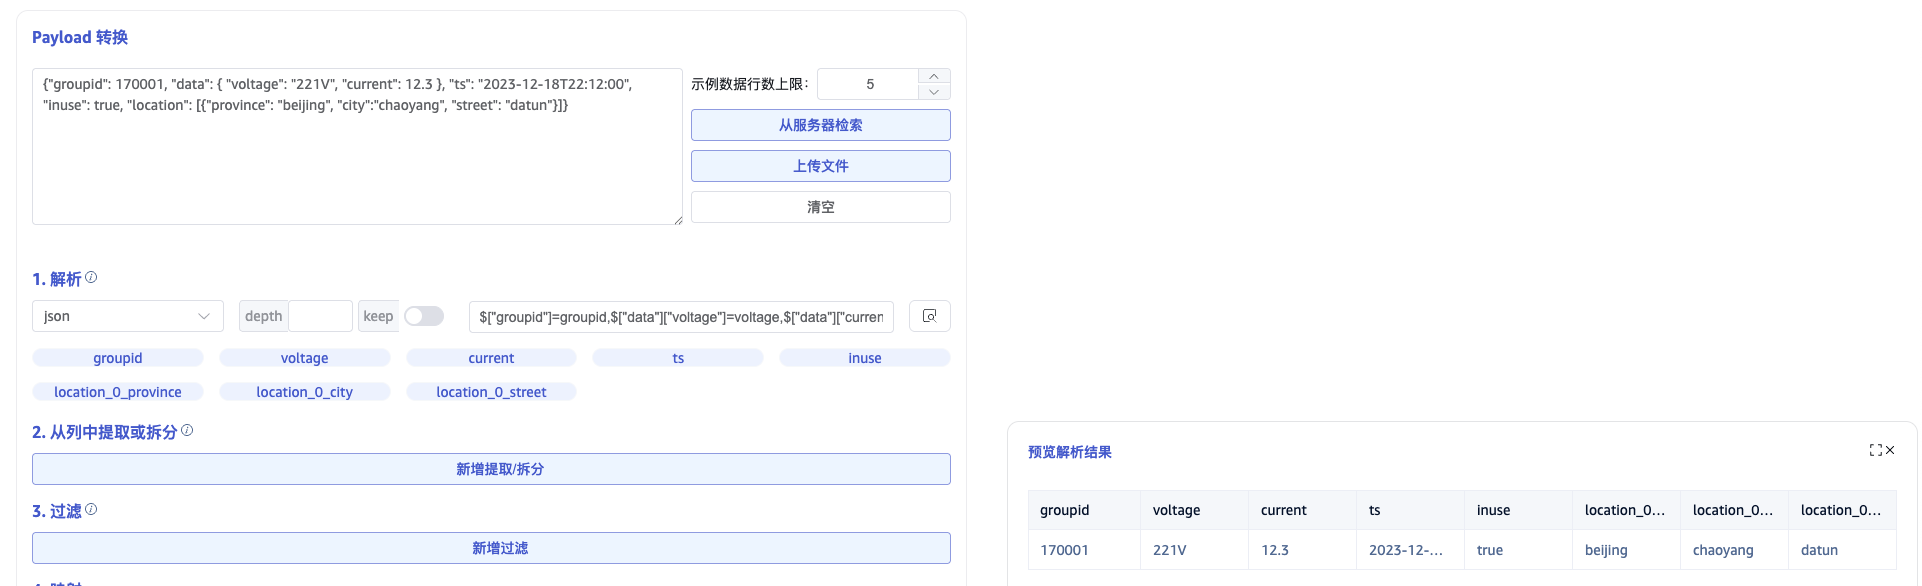 Payload 转换
{"groupid": 170001, "data": { "voltage": "221V", "current": 12.3 }, "ts": "2023-12-18T22:12:00",
"inuse": true, "location": [{"province": "beijing", "city":"chaoyang", "street": "datun"}]}
示例数据行数上限：
5
从服务器检索
上传文件
清空
1. 解析
json
depth
keep
$["groupid"]=groupid,$["data"]["voltage"]=voltage,$["data"]["curren
groupid voltage current ts inuse
location_0_province location_0_city location_0_street
2. 从列中提取或拆分
新增提取/拆分
3. 过滤
新增过滤
预览解析结果
groupid voltage current ts inuse location_0... location_0... location_0...
170001 221V 12.3 2023-12-... true beijing chaoyang datun